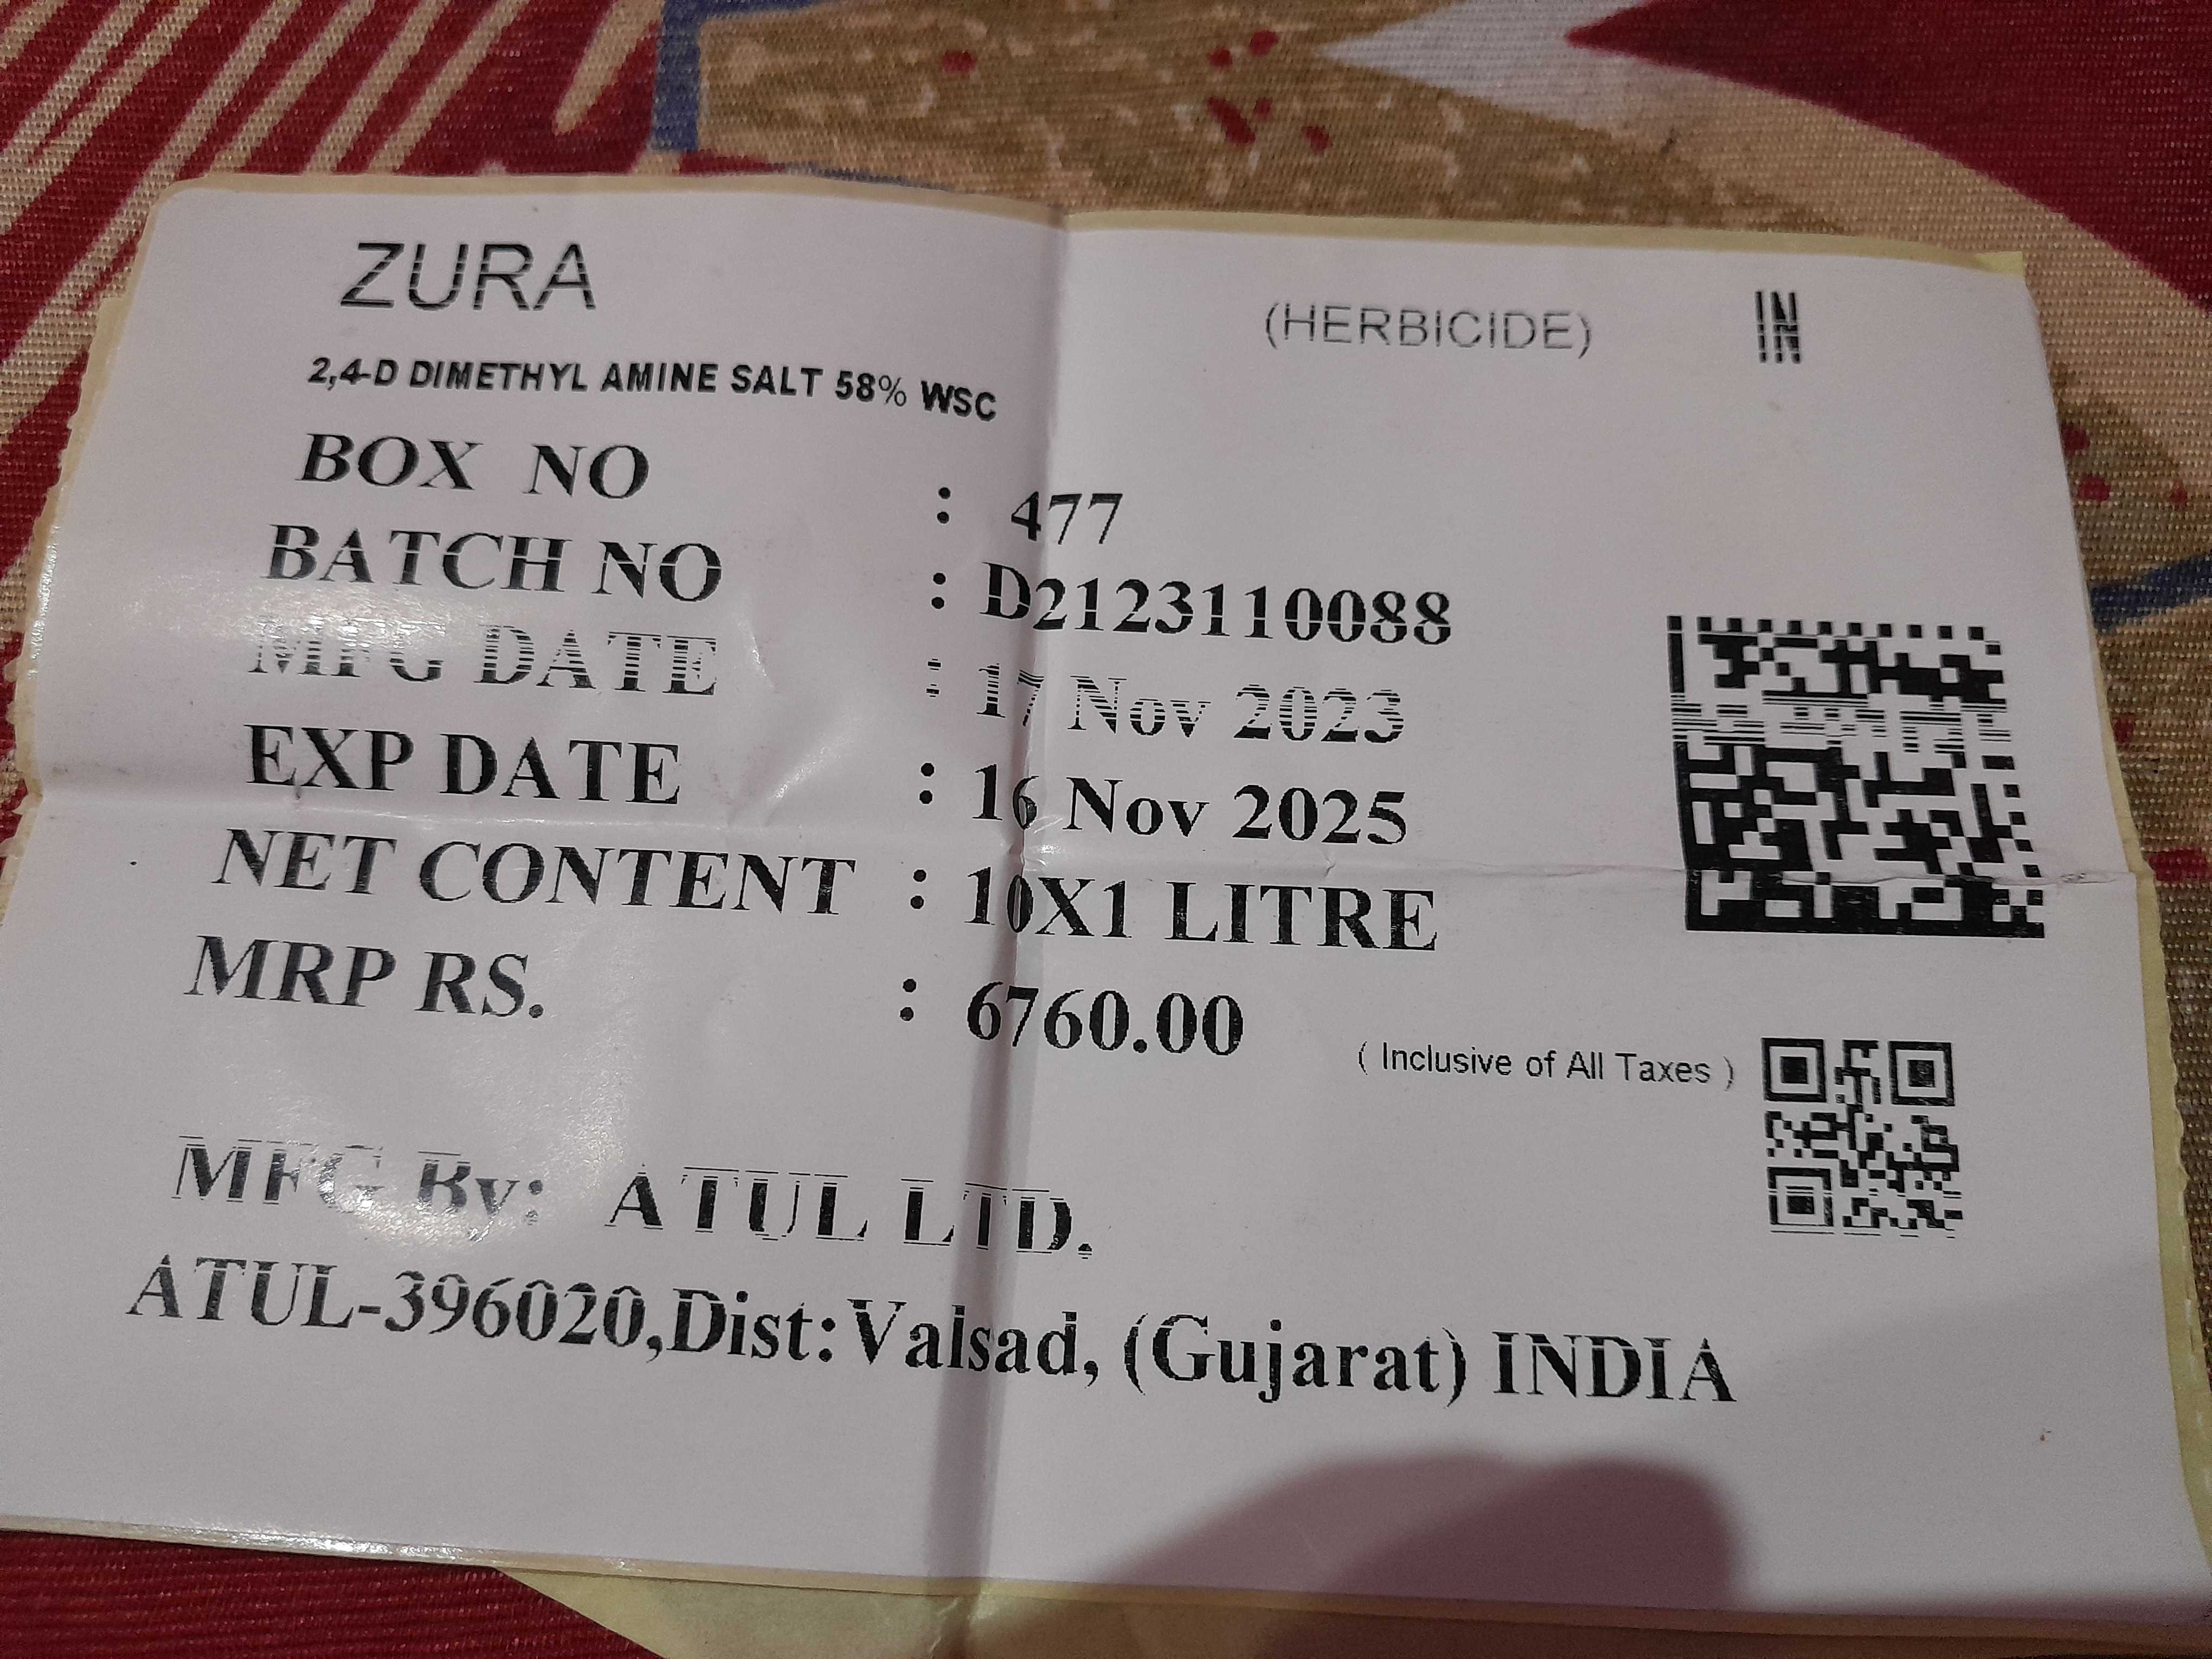 ZURA (HERBICIDE) IN
2,4-D DIMETHYL AMINE SALT 58% WSC
BOX NO : 477
BATCH NO : D2123110088
MFG DATE : 17 Nov 2023
EXP DATE : 16 Nov 2025
NET CONTENT : 10X1 LITRE
MRP RS. : 6760.00 ( Inclusive of All Taxes )
MFG By: ATUL LTD.
ATUL-396020,Dist:Valsad, (Gujarat) INDIA